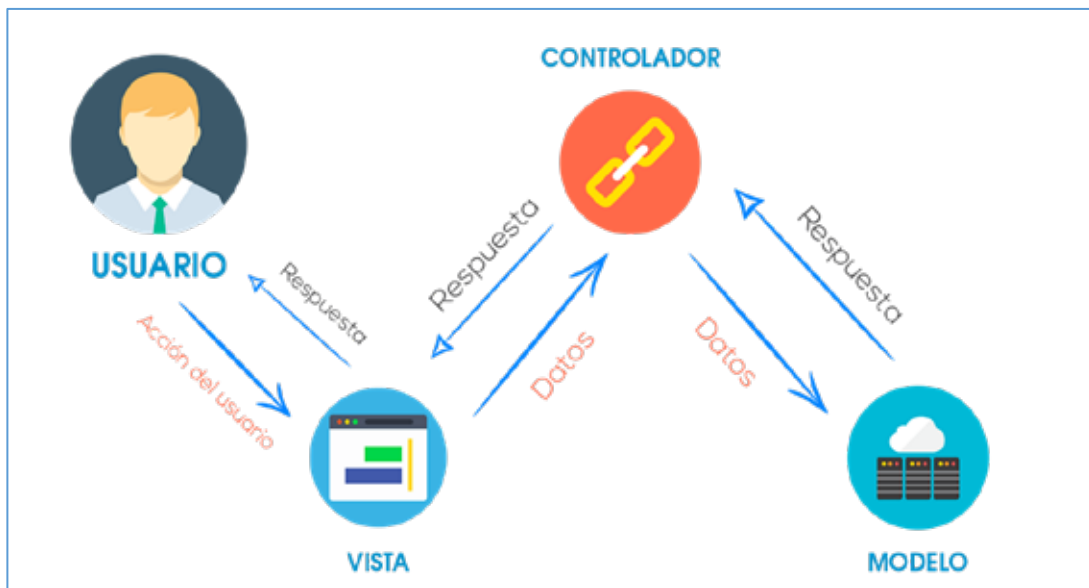 CONTROLADOR
USUARIO
Respuesta
Acción del usuario
Respuesta
Datos
Datos
Respuesta
VISTA
MODELO